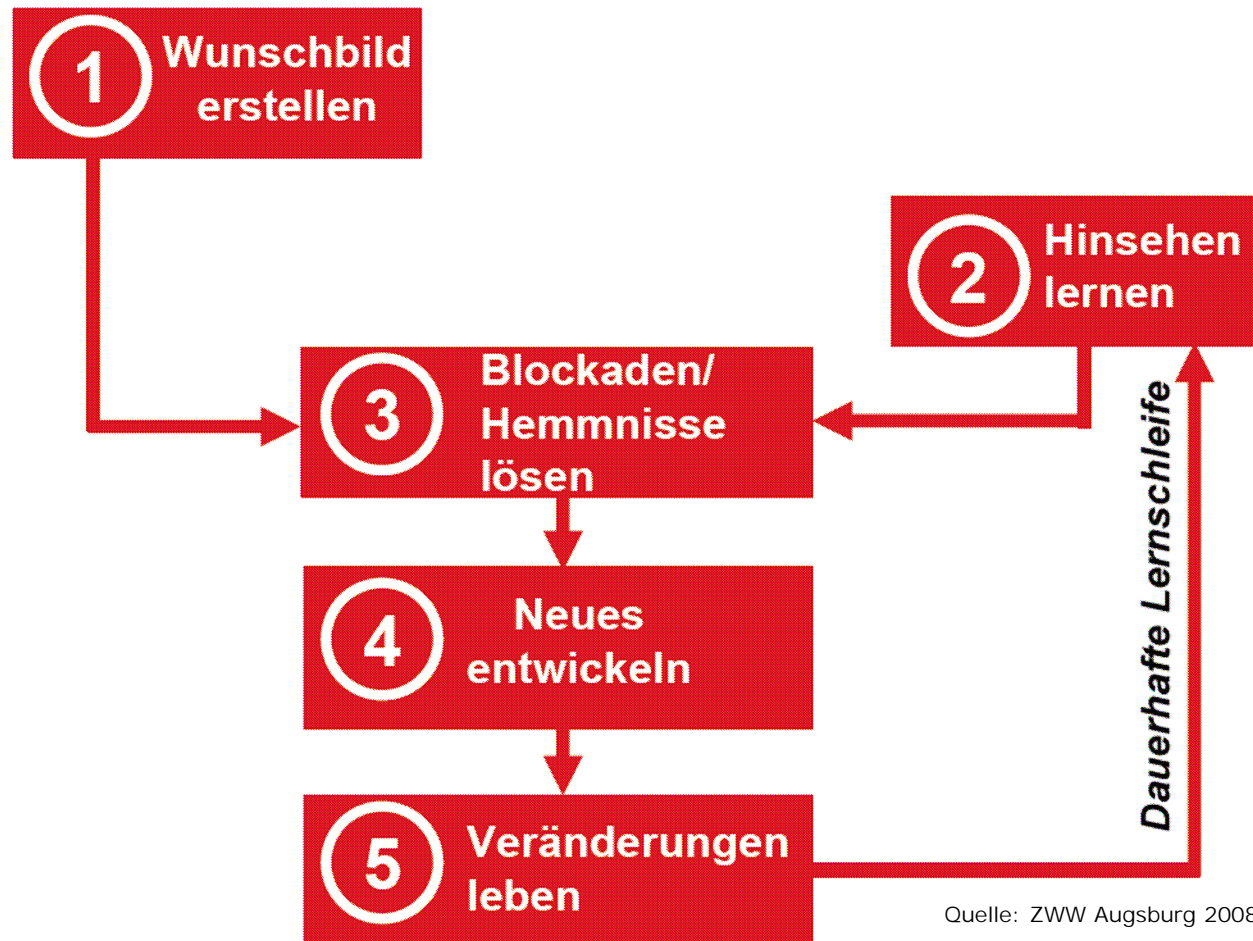 1
Wunschbild
erstellen
2
Hinsehen
lernen
3
Blockaden/
Hemmnisse
lösen
4
Neues
entwickeln
5
Veränderungen
leben
Dauerhafte Lernschleife
Quelle: ZWW Augsburg 2008